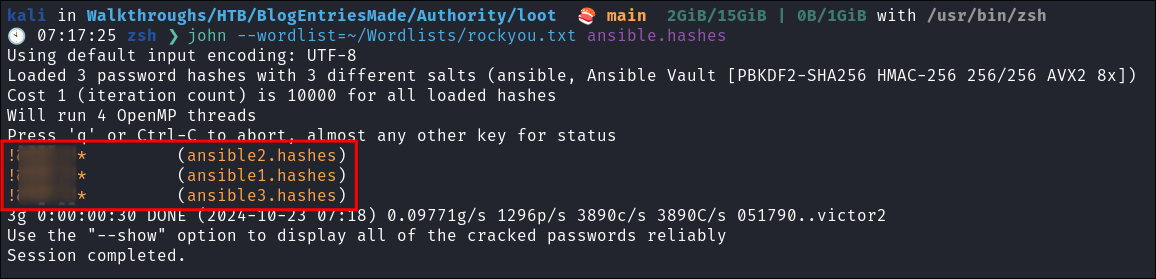 kali in Walkthroughs/HTB/BlogEntriesMade/Authority/loot 🍣 main 2GiB/15GiB | 0B/1GiB with /usr/bin/zsh
🕙 07:17:25 zsh ❯ john --wordlist=~/Wordlists/rockyou.txt ansible.hashes
Using default input encoding: UTF-8
Loaded 3 password hashes with 3 different salts (ansible, Ansible Vault [PBKDF2-SHA256 HMAC-256 256/256 AVX2 8x])
Cost 1 (iteration count) is 10000 for all loaded hashes
Will run 4 OpenMP threads
Press 'q' or Ctrl-C to abort, almost any other key for status
! * (ansible2.hashes)
! * (ansible1.hashes)
! * (ansible3.hashes)
3g 0:00:00:30 DONE (2024-10-23 07:18) 0.09771g/s 1296p/s 3890c/s 3890C/s 051790..victor2
Use the "--show" option to display all of the cracked passwords reliably
Session completed.